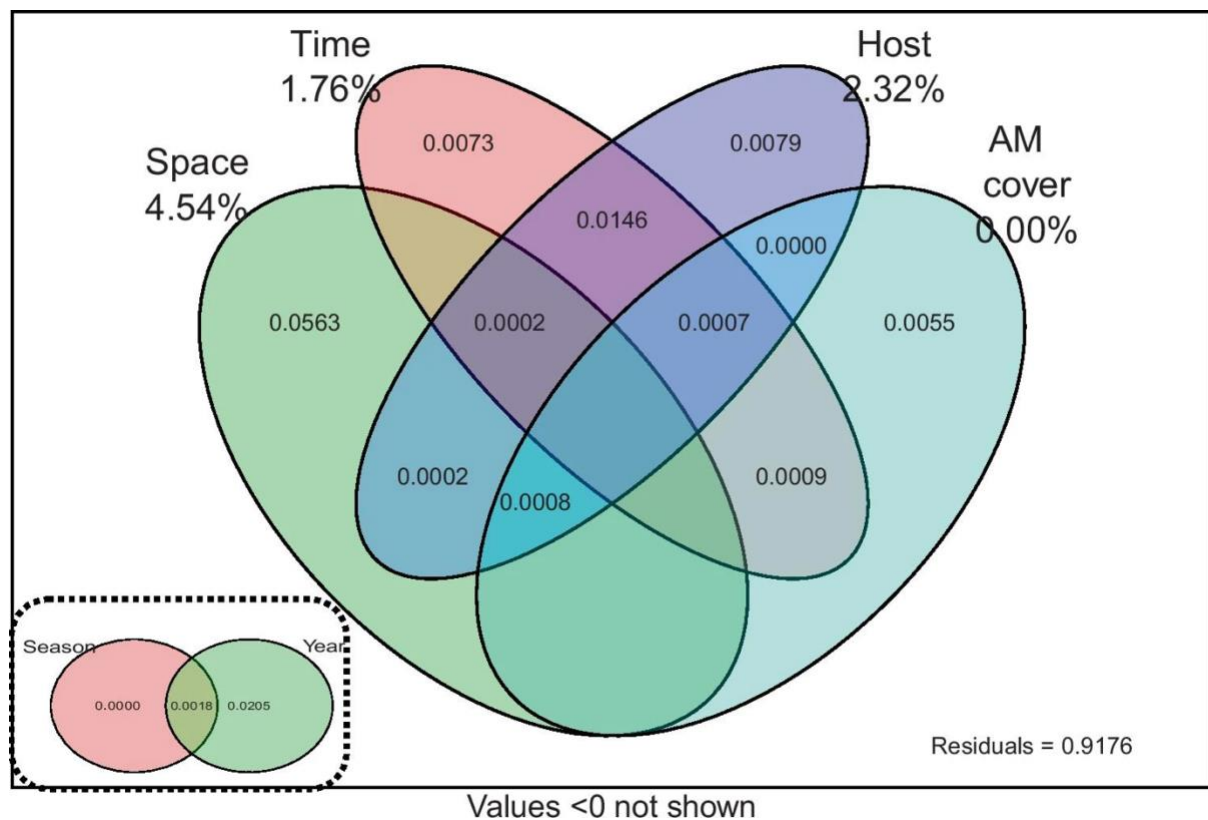 Time
1.76%
Host
2.32%
AM
cover
0.00%
Space
4.54%
0.0073
0.0079
0.0146
0.0000
0.0563
0.0002
0.0007
0.0055
0.0002
0.0008
0.0009
Season
Year
0.0000
0.0018
0.0205
Residuals = 0.9176
Values <0 not shown